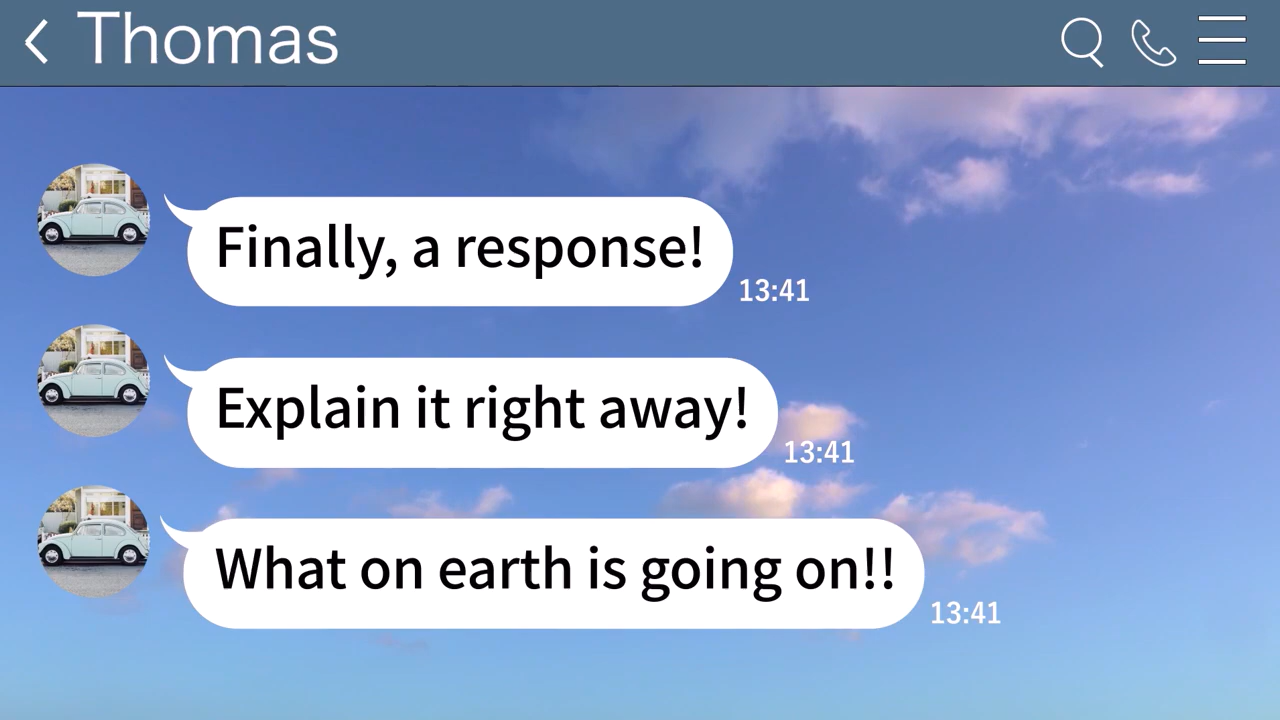 Thomas
Finally, a response!
13:41
Explain it right away!
13:41
What on earth is going on!!
13:41